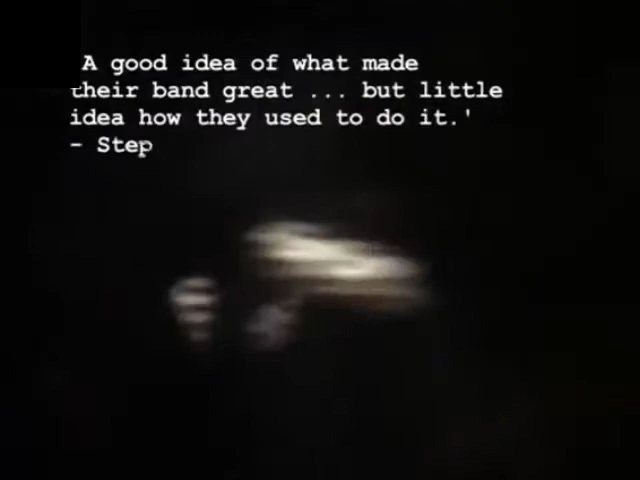 A good idea of what made
their band great ... but little
idea how they used to do it.'
- Step